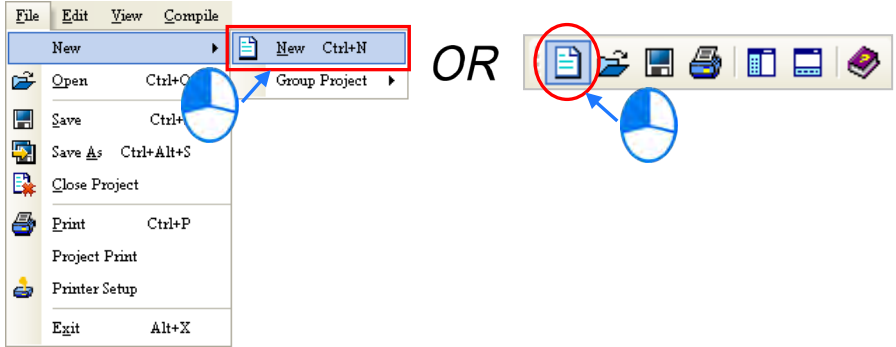 File Edit View Compile
New
New Ctrl+N
Group Project
Open Ctrl+O
Save Ctrl+
Save As Ctrl+Alt+S
Close Project
Print Ctrl+P
Project Print
Printer Setup
Exit Alt+X
OR